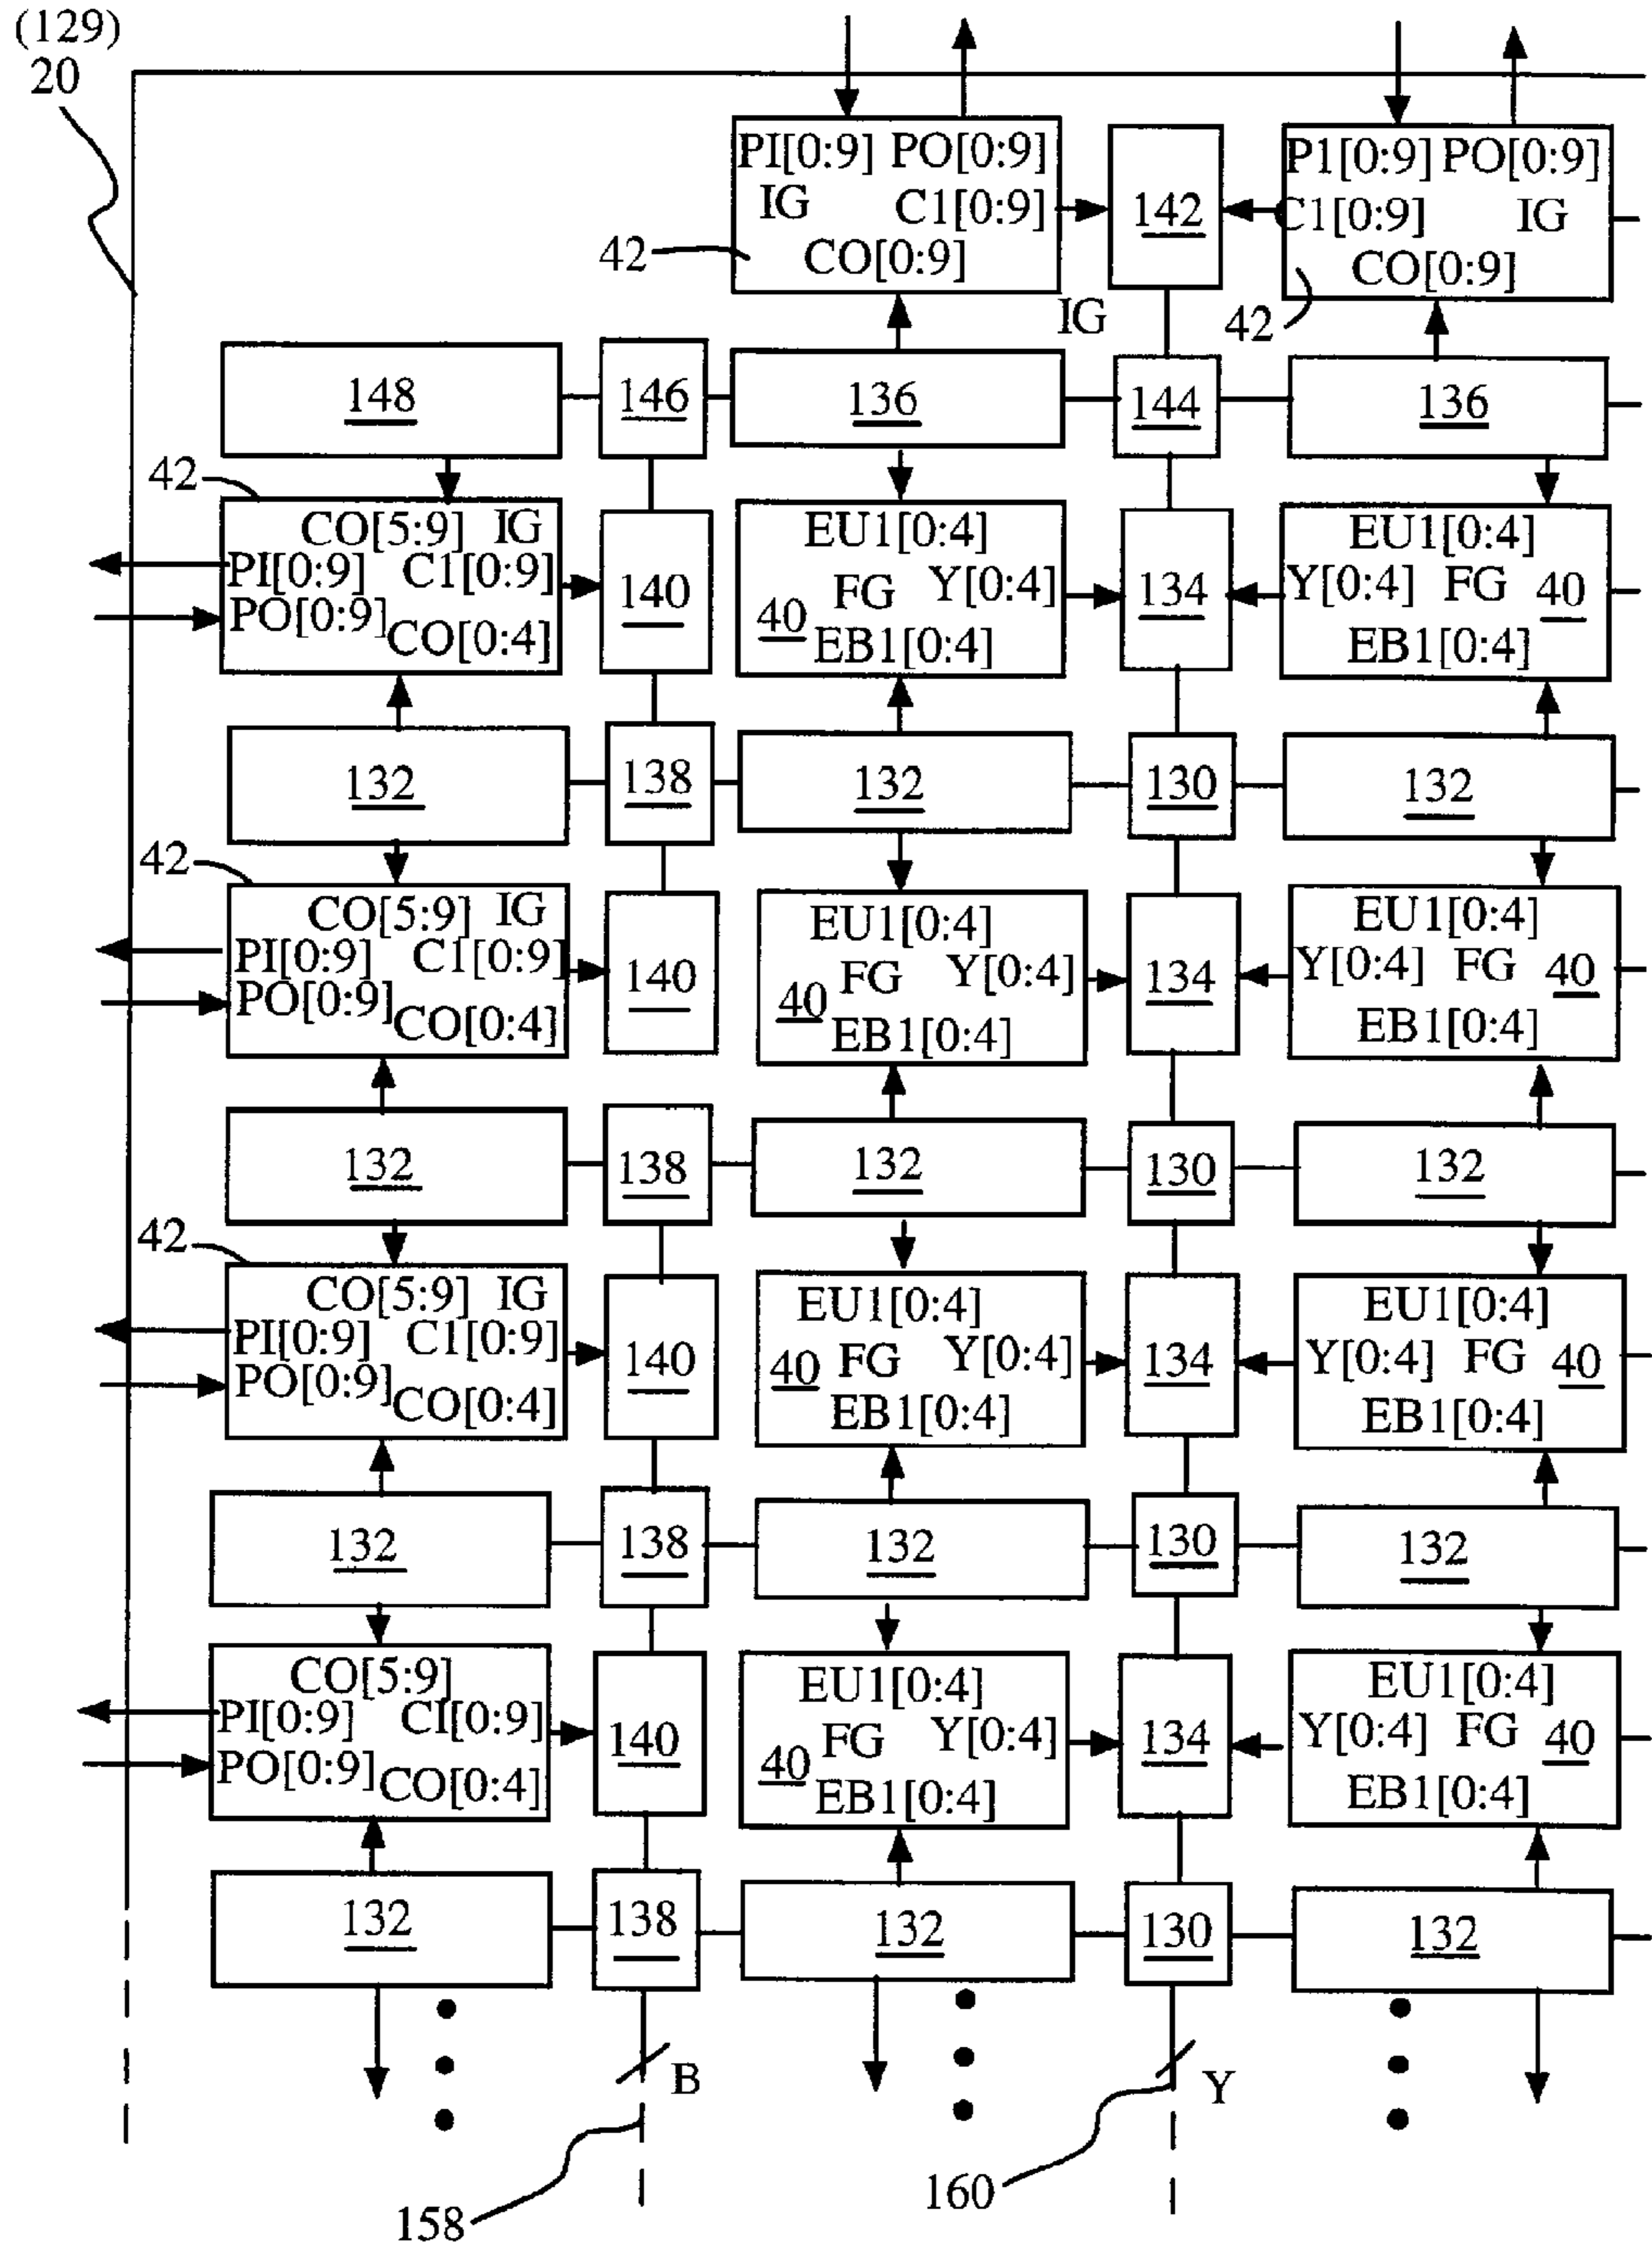 (129)
20
PI[0:9] PO[0:9]
IG C1[0:9]
CO[0:9]
42
142
P1[0:9] PO[0:9]
C1[0:9] IG
CO[0:9]
42
IG
148
146
136
144
136
42
CO[5:9] IG
PI[0:9] C1[0:9]
PO[0:9]
CO[0:4]
140
EU1[0:4]
FG Y[0:4]
40
EB1[0:4]
134
EU1[0:4]
Y[0:4] FG 40
EB1[0:4]
132
138
132
130
132
42
CO[5:9] IG
PI[0:9] C1[0:9]
PO[0:9]
CO[0:4]
140
EU1[0:4]
FG Y[0:4]
40
EB1[0:4]
134
EU1[0:4]
Y[0:4] FG 40
EB1[0:4]
132
138
132
130
132
42
CO[5:9] IG
PI[0:9] C1[0:9]
PO[0:9]
CO[0:4]
140
EU1[0:4]
FG Y[0:4]
40
EB1[0:4]
134
EU1[0:4]
Y[0:4] FG 40
EB1[0:4]
132
138
132
130
132
CO[5:9]
PI[0:9] CI[0:9]
PO[0:9]
CO[0:4]
140
EU1[0:4]
FG Y[0:4]
40
EB1[0:4]
134
EU1[0:4]
Y[0:4] FG 40
EB1[0:4]
132
138
132
130
132
B
Y
158
160